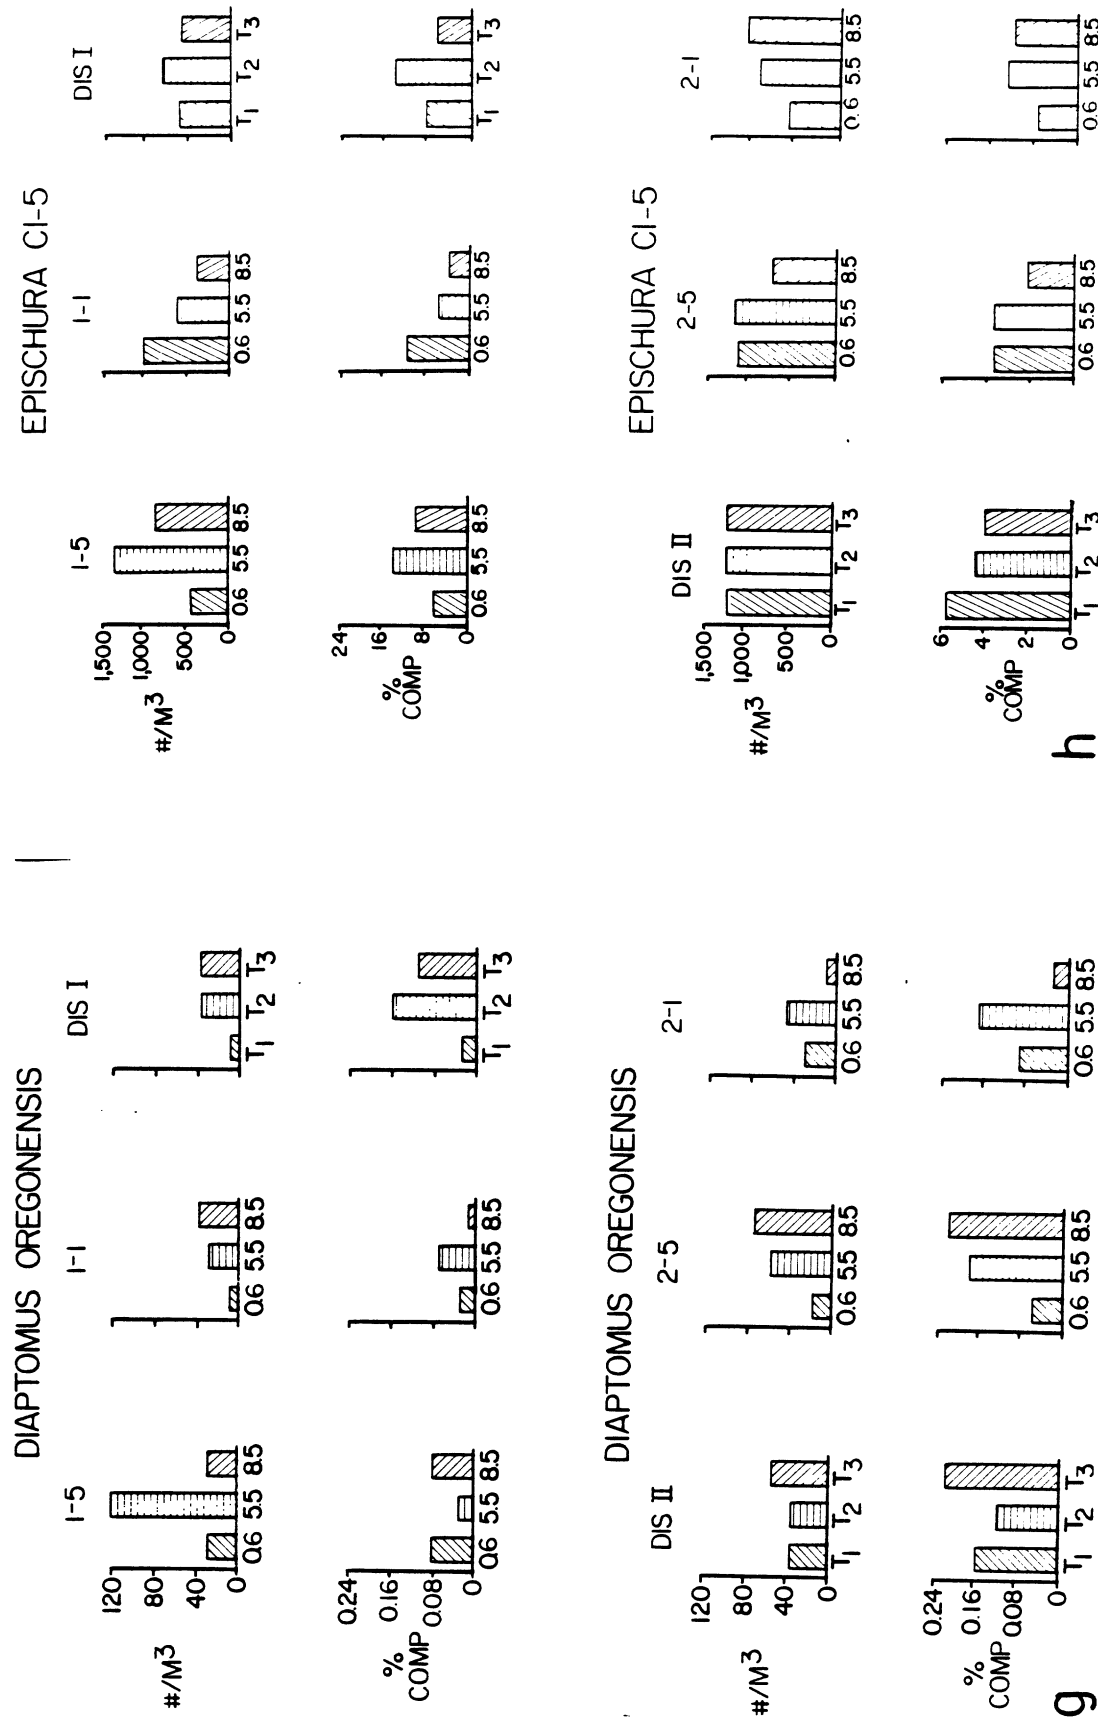 DIAPTOMUS OREGONENSIS
1-5 1-1 DIS I
#/M3
120
80
40
0
0.6 5.5 8.5 0.6 5.5 8.5 T1 T2 T3
% COMP
0.24
0.16
0.08
0
0.6 5.5 8.5 0.6 5.5 8.5 T1 T2 T3
DIAPTOMUS OREGONENSIS
DIS II 2-5 2-1
#/M3
120
80
40
0
T1 T2 T3 0.6 5.5 8.5 0.6 5.5 8.5
% COMP
0.24
0.16
0.08
0
T1 T2 T3 0.6 5.5 8.5 0.6 5.5 8.5
g
EPISCHURA C1-5
1-5 1-1 DIS I
#/M3
1,500
1,000
500
0
0.6 5.5 8.5 0.6 5.5 8.5 T1 T2 T3
% COMP
24
16
8
0
0.6 5.5 8.5 0.6 5.5 8.5 T1 T2 T3
EPISCHURA C1-5
DIS II 2-5 2-1
#/M3
1,500
1,000
500
0
T1 T2 T3 0.6 5.5 8.5 0.6 5.5 8.5
% COMP
6
4
2
0
T1 T2 T3 0.6 5.5 8.5 0.6 5.5 8.5
h